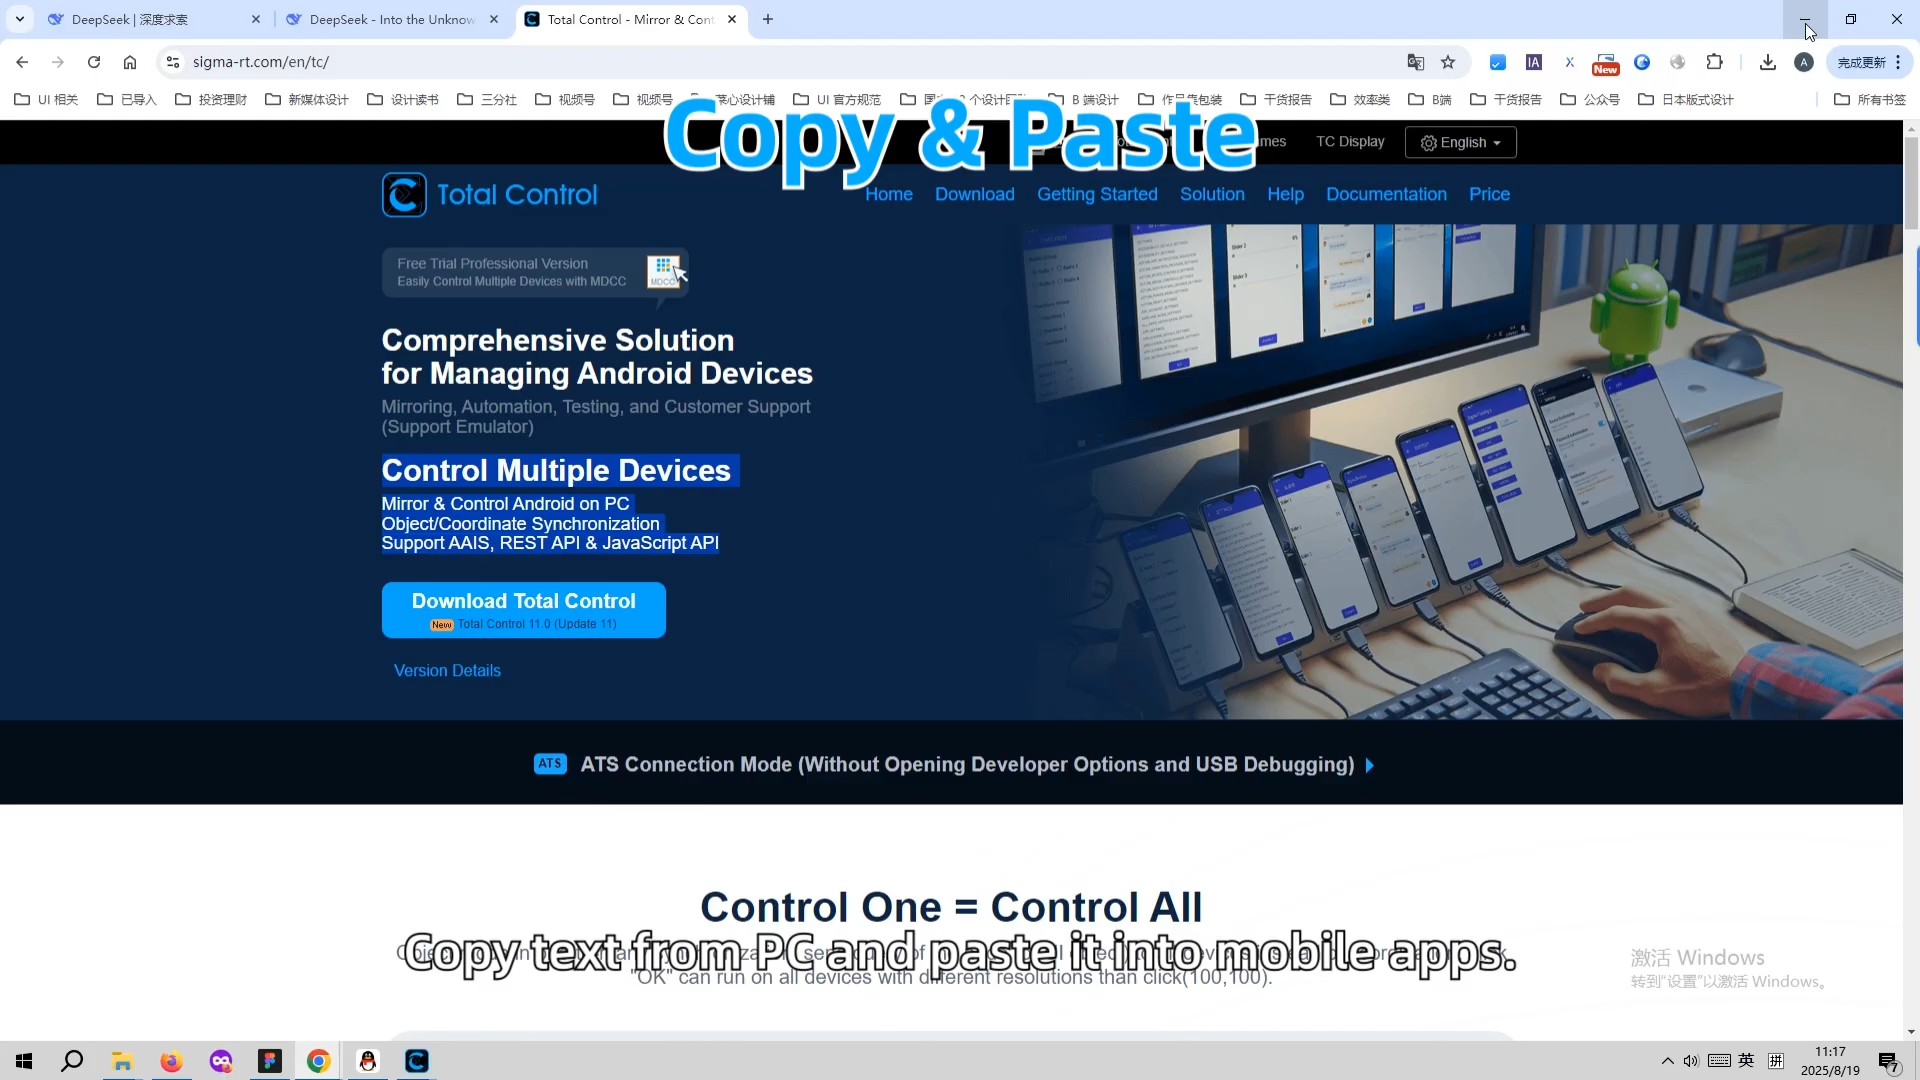 DeepSeek | 深度求索
DeepSeek - Into the Unknow
Total Control - Mirror & Cont
sigma-rt.com/en/tc/
New
A
完成更新
UI 相关
已导入
投资理财
新媒体设计
设计读书
三分社
视频号
视频号
菜心设计铺
UI 官方规范
B 端设计
干货报告
效率类
B端
干货报告
公众号
日本版式设计
所有书签
Copy & Paste
TC Display
English
Total Control
Home
Download
Getting Started
Solution
Help
Documentation
Price
Free Trial Professional Version
Easily Control Multiple Devices with MDCC
MDCC
Comprehensive Solution
for Managing Android Devices
Mirroring, Automation, Testing, and Customer Support
(Support Emulator)
Control Multiple Devices
Mirror & Control Android on PC
Object/Coordinate Synchronization
Support AAIS, REST API & JavaScript API
Download Total Control
New Total Control 11.0 (Update 11)
Version Details
ATS ATS Connection Mode (Without Opening Developer Options and USB Debugging)
Control One = Control All
Copy text from PC and paste it into mobile apps.
"OK" can run on all devices with different resolutions than click(100,100).
激活 Windows
转到"设置"以激活 Windows。
英
拼
11:17
2025/8/19
7